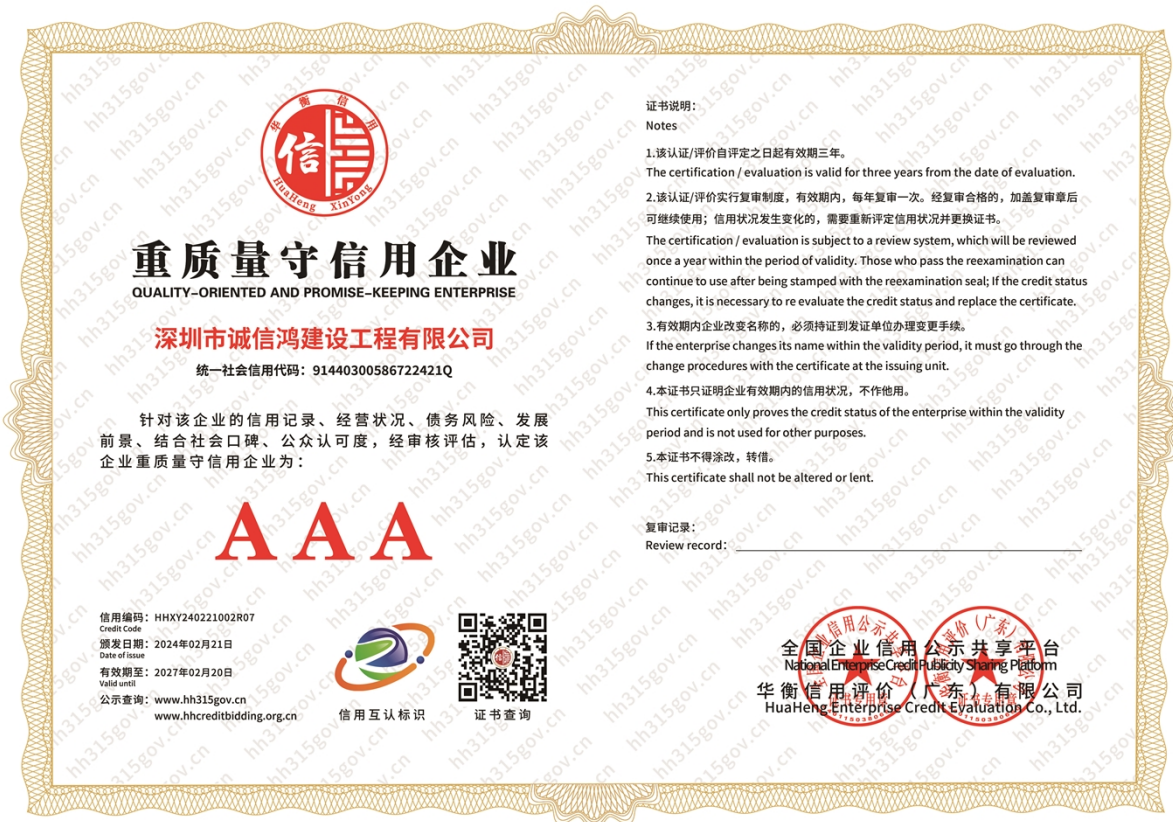 华衡信用
信
HuaHeng XinYong
重质量守信用企业
QUALITY-ORIENTED AND PROMISE-KEEPING ENTERPRISE
深圳市诚信鸿建设工程有限公司
统一社会信用代码：91440300586722421Q
针对该企业的信用记录、经营状况、债务风险、发展
前景、结合社会口碑、公众认可度，经审核评估，认定该
企业重质量守信用企业为：
AAA
信用编码：HHXY240221002R07
Credit Code
颁发日期：2024年02月21日
Date of issue
有效期至：2027年02月20日
Valid until
公示查询：www.hh315gov.cn
www.hhcreditbidding.org.cn
信用互认标识
证书查询
证书说明：
Notes
1.该认证/评价自评定之日起有效期三年。
The certification / evaluation is valid for three years from the date of evaluation.
2.该认证/评价实行复审制度，有效期内，每年复审一次。经复审合格的，加盖复审章后
可继续使用；信用状况发生变化的，需要重新评定信用状况并更换证书。
The certification / evaluation is subject to a review system, which will be reviewed
once a year within the period of validity. Those who pass the reexamination can
continue to use after being stamped with the reexamination seal; If the credit status
changes, it is necessary to re evaluate the credit status and replace the certificate.
3.有效期内企业改变名称的，必须持证到发证单位办理变更手续。
If the enterprise changes its name within the validity period, it must go through the
change procedures with the certificate at the issuing unit.
4.本证书只证明企业有效期内的信用状况，不作他用。
This certificate only proves the credit status of the enterprise within the validity
period and is not used for other purposes.
5.本证书不得涂改，转借。
This certificate shall not be altered or lent.
复审记录：
Review record：
全国企业信用公示共享平台
National Enterprise Credit Publicity Sharing Platform
华衡信用评价（广东）有限公司
HuaHeng Enterprise Credit Evaluation Co., Ltd.
证书专用章
证书专用章
hh315gov.cn